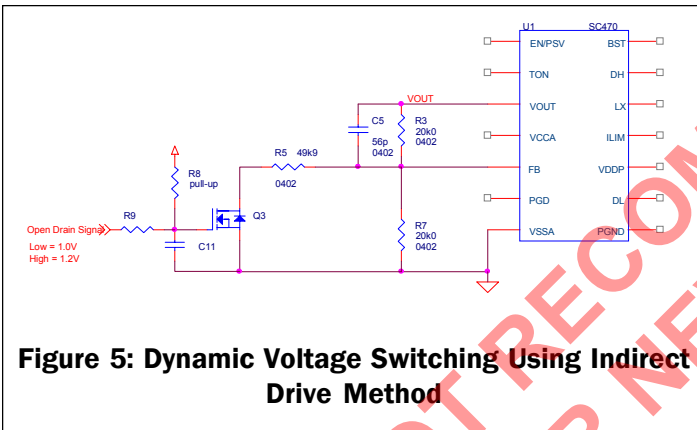 U1 SC470
EN/PSV BST
TON DH
VOUT
VOUT LX
C5 R3
56p 20k0
0402 0402
VCCA ILIM
R5 49k9
0402
FB VDDP
R8
pull-up
PGD DL
R9
Q3
Open Drain Signal
Low = 1.0V
High = 1.2V
C11
R7
20k0
0402
VSSA PGND
Figure 5: Dynamic Voltage Switching Using Indirect
Drive Method